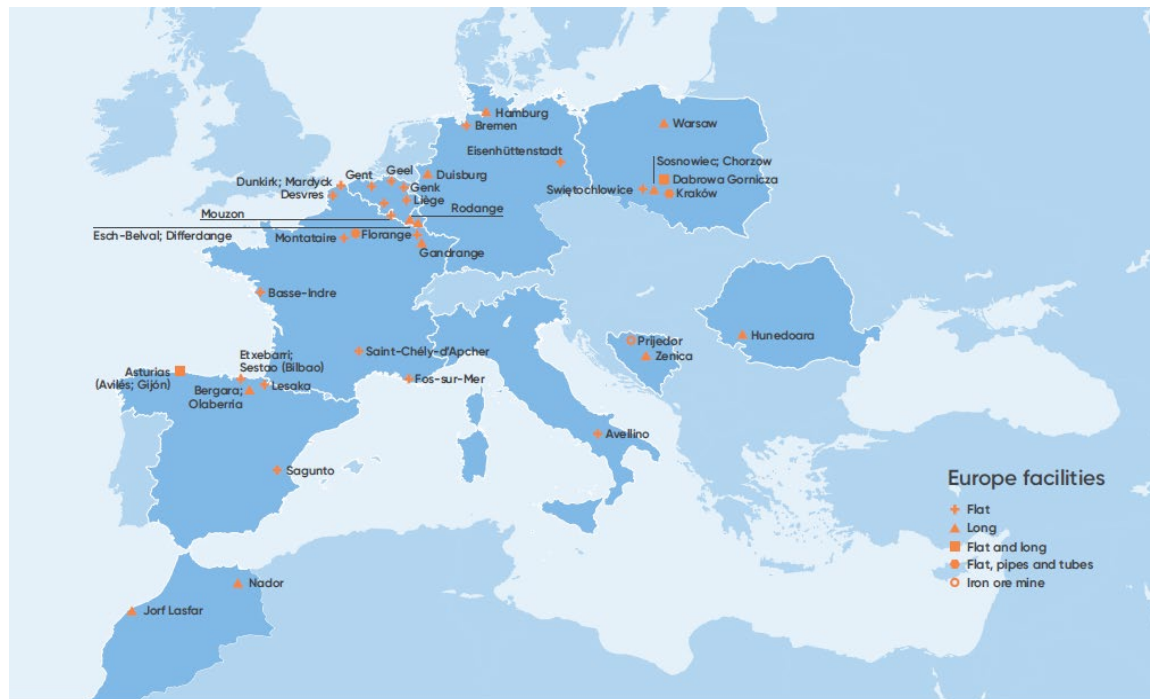 Hamburg
Bremen
Warsaw
Eisenhüttenstadt
Sosnowiec; Chorzow
Dabrowa Gornicza
Świętochlowice
Kraków
Geel
Gent
Duisburg
Dunkirk; Mardyck
Genk
Desvres
Liège
Mouzon
Rodange
Esch-Belval; Differdange
Montataire
Florange
Gandrange
Basse-Indre
Hunedoara
Prijedor
Zenica
Saint-Chély-d'Apcher
Etxebarri;
Sestao (Bilbao)
Asturias
(Avilés; Gijón)
Lesaka
Fos-sur-Mer
Bergara;
Olaberria
Avellino
Sagunto
Nador
Jorf Lasfar
Europe facilities
Flat
Long
Flat and long
Flat, pipes and tubes
Iron ore mine